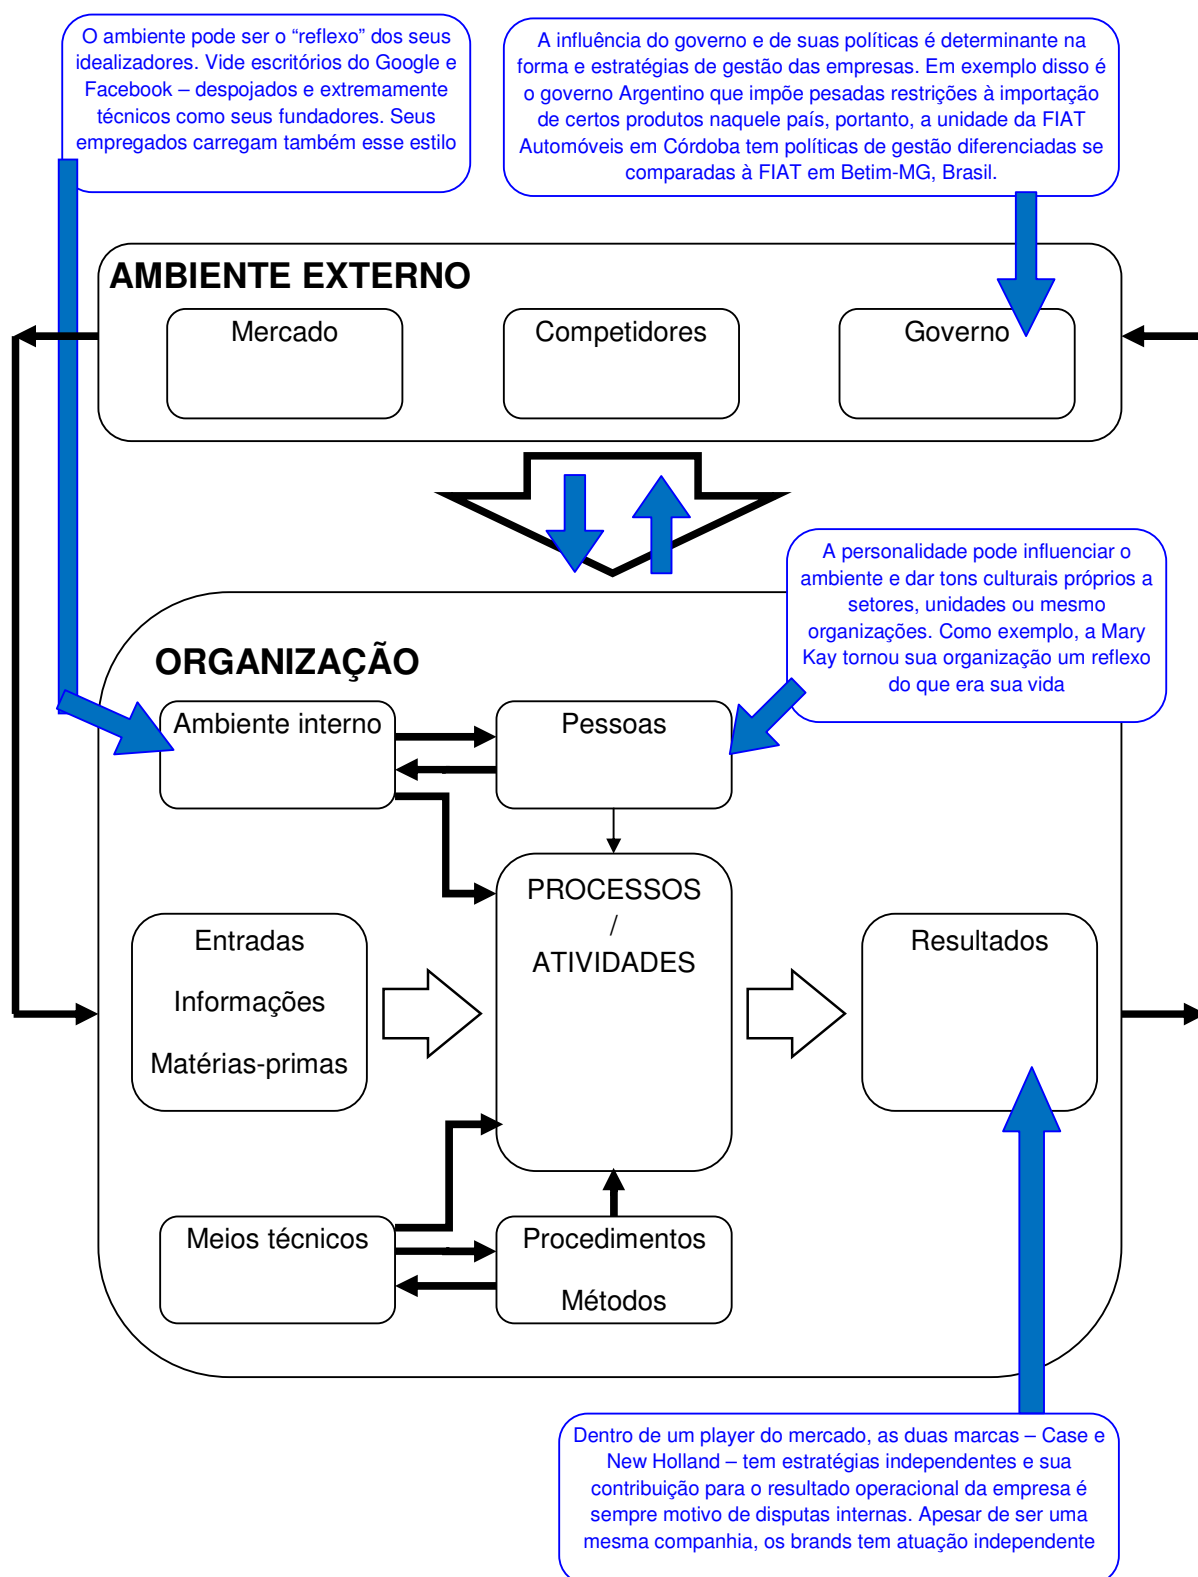 O ambiente pode ser o “reflexo” dos seus
idealizadores. Vide escritórios do Google e
Facebook – despojados e extremamente
técnicos como seus fundadores. Seus
empregados carregam também esse estilo
A influência do governo e de suas políticas é determinante na
forma e estratégias de gestão das empresas. Em exemplo disso é
o governo Argentino que impõe pesadas restrições à importação
de certos produtos naquele país, portanto, a unidade da FIAT
Automóveis em Córdoba tem políticas de gestão diferenciadas se
comparadas à FIAT em Betim-MG, Brasil.
AMBIENTE EXTERNO
Mercado
Competidores
Governo
A personalidade pode influenciar o
ambiente e dar tons culturais próprios a
setores, unidades ou mesmo
organizações. Como exemplo, a Mary
Kay tornou sua organização um reflexo
do que era sua vida
ORGANIZAÇÃO
Ambiente interno
Pessoas
PROCESSOS
/
ATIVIDADES
Entradas
Informações
Matérias-primas
Resultados
Meios técnicos
Procedimentos
Métodos
Dentro de um player do mercado, as duas marcas – Case e
New Holland – tem estratégias independentes e sua
contribuição para o resultado operacional da empresa é
sempre motivo de disputas internas. Apesar de ser uma
mesma companhia, os brands tem atuação independente